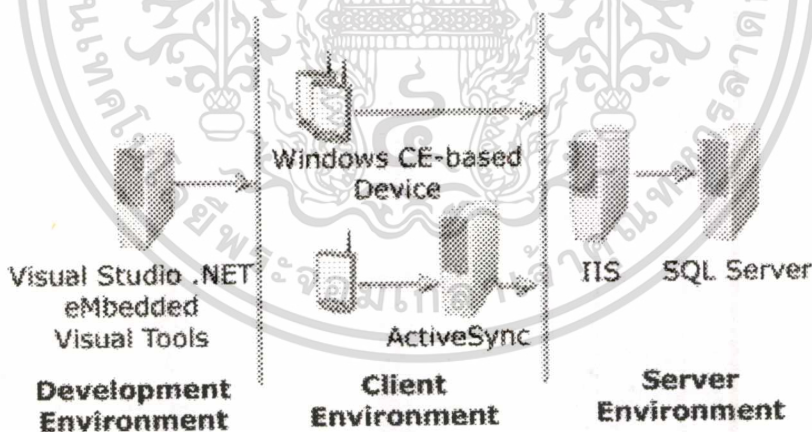 Windows CE-based
Device
Visual Studio .NET
eMbedded
Visual Tools
ActiveSync
IIS
SQL Server
Development
Environment
Client
Environment
Server
Environment